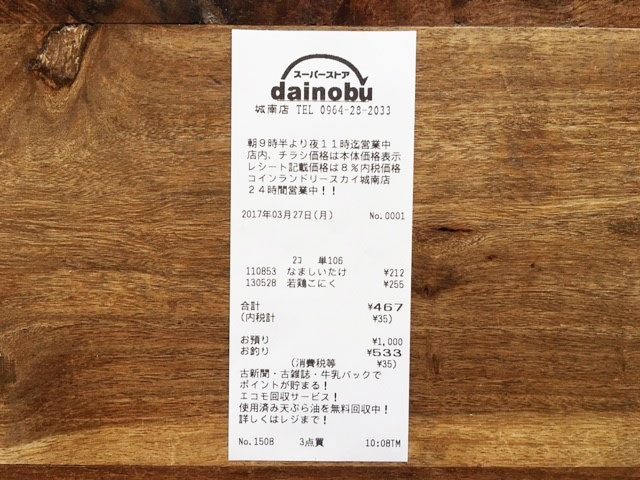 スーパーストア
dainobu
城南店 TEL 0964-28-2033
朝9時半より夜11時迄営業中
店内、チラシ価格は本体価格表示
レシート記載価格は8%内税価格
コインランドリースカイ城南店
24時間営業中!!
2017年03月27日(月) No.0001
2コ 単106
110853 なましいたけ ¥212
130528 若鶏こにく ¥255
合計 ¥467
(内税計 ¥35)
お預り ¥1,000
お釣り ¥533
(消費税等 ¥35)
古新聞・古雑誌・牛乳パックで
ポイントが貯まる!
エコモ回収サービス!
使用済み天ぷら油を無料回収中!
詳しくはレジまで!
No.1508 3点買 10:08TM